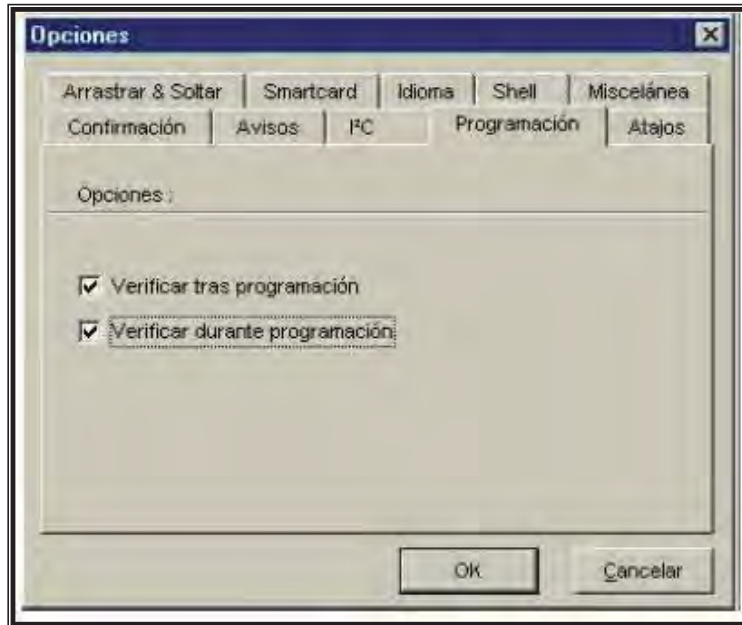 Opciones
Arrastrar & Soltar Smartcard Idioma Shell Miscelánea
Confirmación Avisos I²C Programación Atajos
Opciones :
Verificar tras programación
Verificar durante programación
OK Cancelar